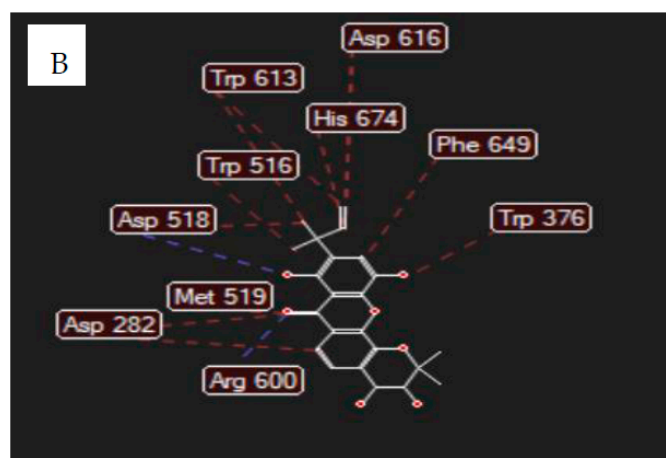 B
Asp 616
Trp 613
His 674
Phe 649
Trp 516
Asp 518
Trp 376
Met 519
Asp 282
Arg 600